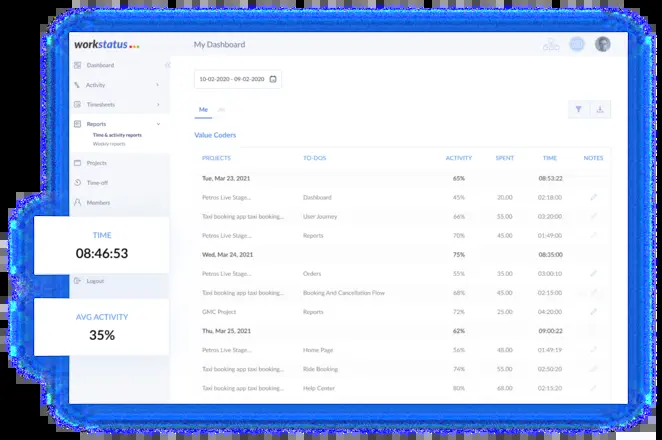 workstatus
My Dashboard
Dashboard
Activity
Timesheets
Reports
Time & activity reports
Weekly reports
Projects
Time-off
Members
Logout
TIME
08:46:53
AVG ACTIVITY
35%
10-02-2020 - 09-02-2020
Me
All
Value Coders
PROJECTS TO-DOS ACTIVITY SPENT TIME NOTES
Tue, Mar 23, 2021 65% 08:53:22
Petros Live Stage... Dashboard 45% 20.00 02:18:00
Taxi booking app taxi booking... User Journey 66% 55.00 03:20:00
Petros Live Stage... Reports 70% 45.00 01:49:00
Wed, Mar 24, 2021 75% 08:35:00
Petros Live Stage... Orders 55% 35.00 03:00:10
Taxi booking app taxi booking... Booking And Cancellation Flow 68% 45.00 02:15:00
GMC Project Reports 72% 25.00 04:20:00
Thu, Mar 25, 2021 62% 09:00:22
Petros Live Stage... Home Page 56% 48.00 01:49:19
Taxi booking app taxi booking... Ride Booking 74% 55.00 02:50:20
Taxi booking app taxi booking... Help Center 80% 68.00 02:15:20